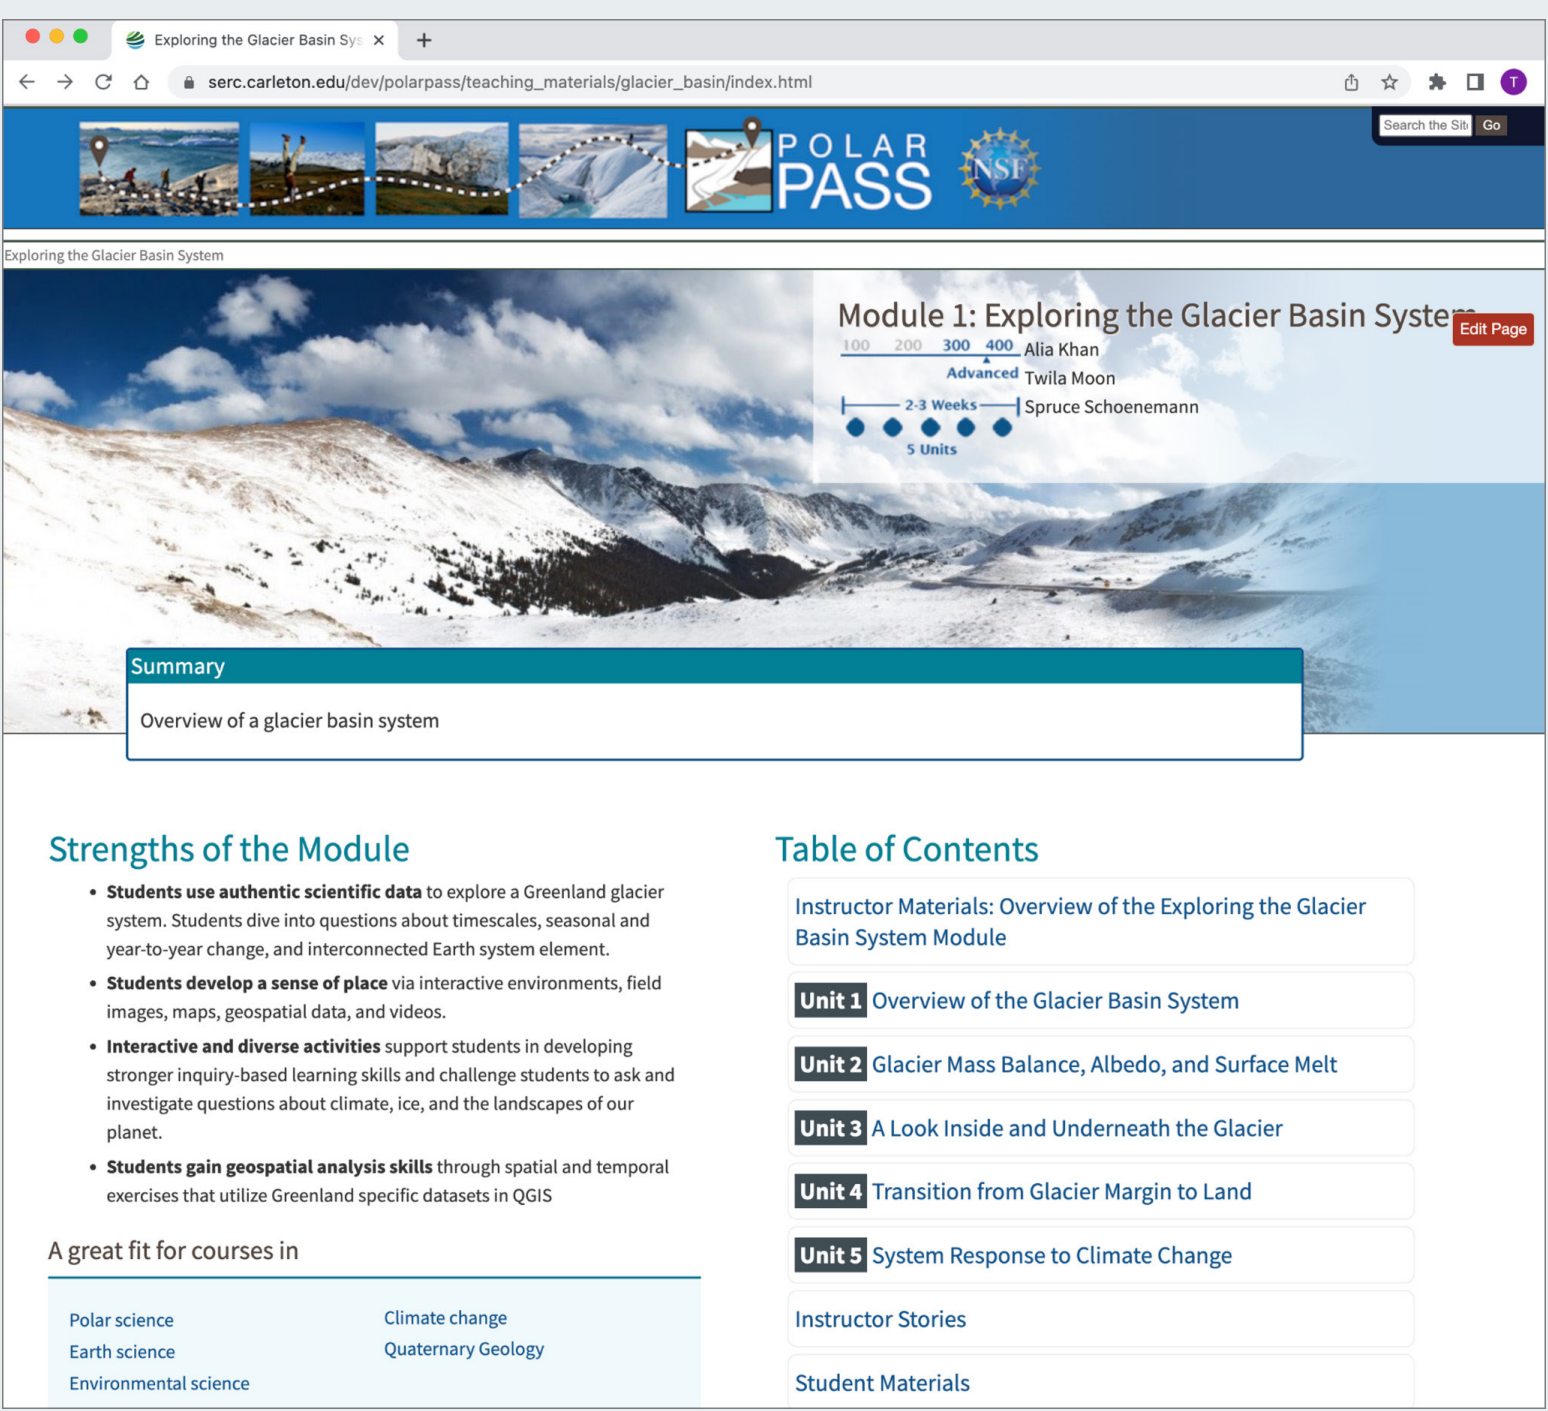 Exploring the Glacier Basin Sys
serc.carleton.edu/dev/polarpass/teaching_materials/glacier_basin/index.html
T
POLAR
PASS
NSF
Search the Sit
Go
Exploring the Glacier Basin System
Module 1: Exploring the Glacier Basin System
Edit Page
100 200 300 400
Advanced
2-3 Weeks
5 Units
Alia Khan
Twila Moon
Spruce Schoenemann
Summary
Overview of a glacier basin system
Strengths of the Module
• Students use authentic scientific data to explore a Greenland glacier
system. Students dive into questions about timescales, seasonal and
year-to-year change, and interconnected Earth system element.
• Students develop a sense of place via interactive environments, field
images, maps, geospatial data, and videos.
• Interactive and diverse activities support students in developing
stronger inquiry-based learning skills and challenge students to ask and
investigate questions about climate, ice, and the landscapes of our
planet.
• Students gain geospatial analysis skills through spatial and temporal
exercises that utilize Greenland specific datasets in QGIS
A great fit for courses in
Polar science
Earth science
Environmental science
Climate change
Quaternary Geology
Table of Contents
Instructor Materials: Overview of the Exploring the Glacier
Basin System Module
Unit 1 Overview of the Glacier Basin System
Unit 2 Glacier Mass Balance, Albedo, and Surface Melt
Unit 3 A Look Inside and Underneath the Glacier
Unit 4 Transition from Glacier Margin to Land
Unit 5 System Response to Climate Change
Instructor Stories
Student Materials